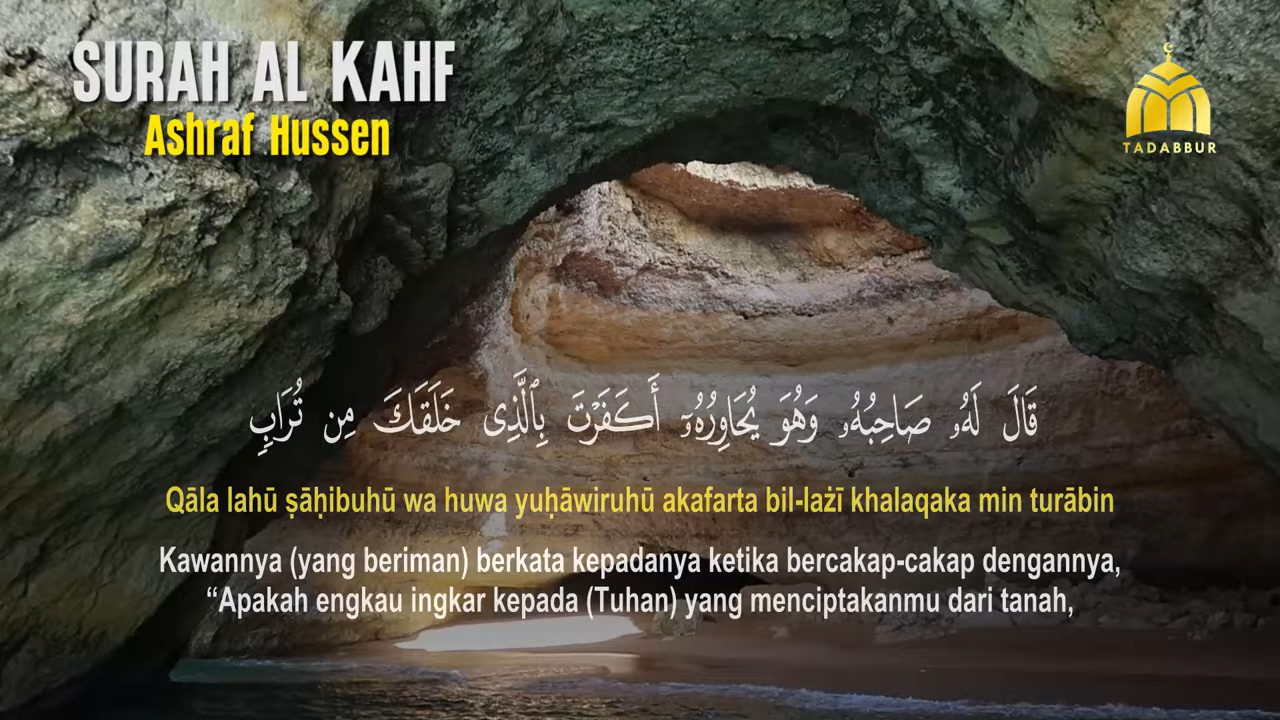 SURAH AL KAHF
Ashraf Hussen
TADABBUR
قَالَ لَهُۥ صَاحِبُهُۥ وَهُوَ يُحَاوِرُهُۥٓ أَكَفَرْتَ بِٱلَّذِى خَلَقَكَ مِن تُرَابٍ
Qāla lahū ṣāḥibuhū wa huwa yuḥāwiruhū akafarta bil-lażī khalaqaka min turābin
Kawannya (yang beriman) berkata kepadanya ketika bercakap-cakap dengannya,
“Apakah engkau ingkar kepada (Tuhan) yang menciptakanmu dari tanah,